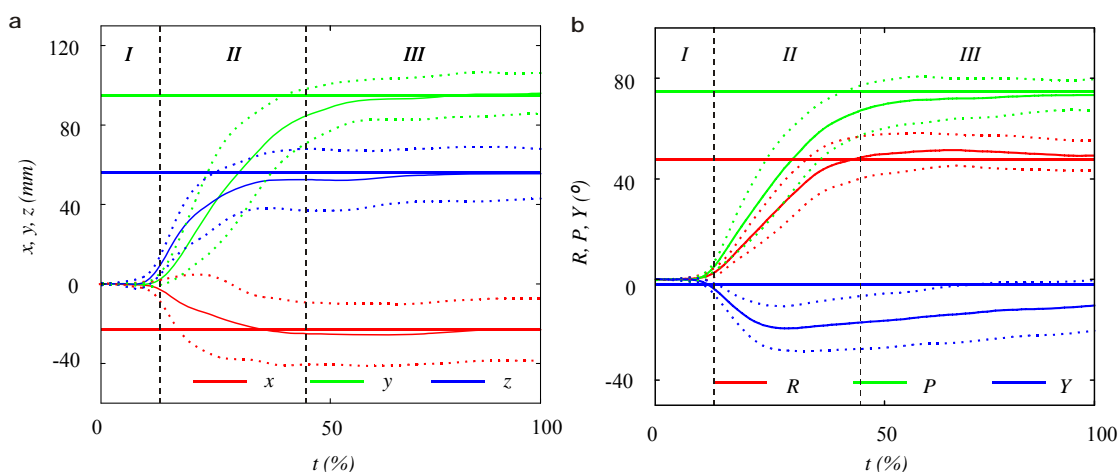 a
I II III
120
80
40
0
-40
x, y, z (mm)
x y z
0 50 100
t (%)
b
I II III
80
40
0
-40
R, P, Y (º)
R P Y
0 50 100
t (%)